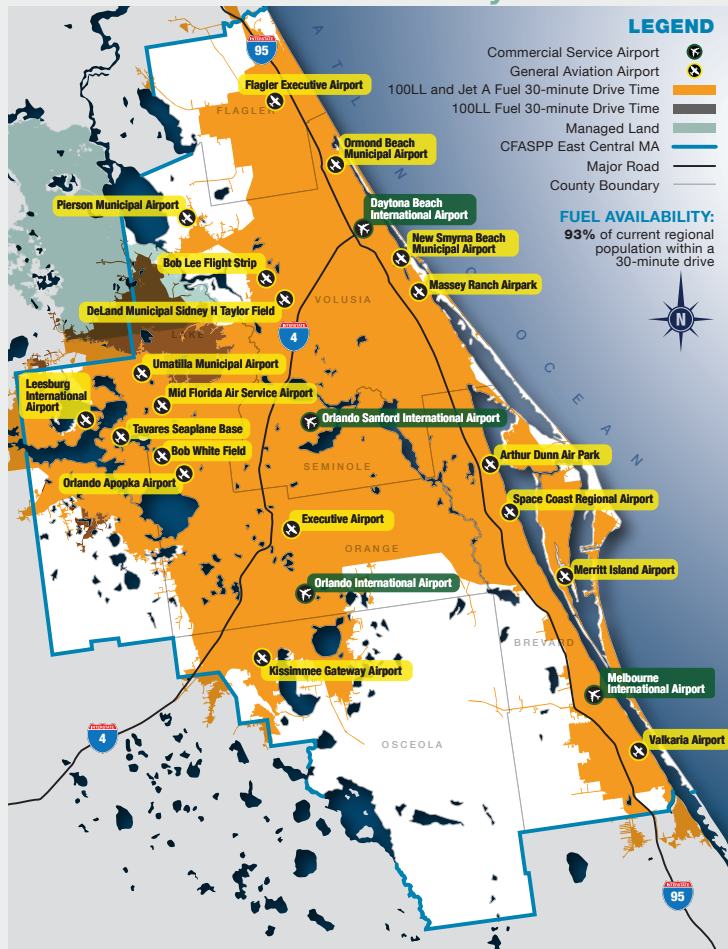 LEGEND
Commercial Service Airport
General Aviation Airport
100LL and Jet A Fuel 30-minute Drive Time
100LL Fuel 30-minute Drive Time
Managed Land
CFASPP East Central MA
Major Road
County Boundary
FUEL AVAILABILITY:
93% of current regional
population within a
30-minute drive
N
ATLANTIC OCEAN
INTERSTATE
95
Flagler Executive Airport
FLAGLER
Ormond Beach
Municipal Airport
Pierson Municipal Airport
Daytona Beach
International Airport
New Smyrna Beach
Municipal Airport
Bob Lee Flight Strip
Massey Ranch Airpark
DeLand Municipal Sidney H Taylor Field
VOLUSIA
INTERSTATE
4
LAKE
Umatilla Municipal Airport
Leesburg
International
Airport
Mid Florida Air Service Airport
Orlando Sanford International Airport
Tavares Seaplane Base
Bob White Field
Arthur Dunn Air Park
SEMINOLE
Orlando Apopka Airport
Space Coast Regional Airport
Executive Airport
ORANGE
Merritt Island Airport
Orlando International Airport
BREVARD
Kissimmee Gateway Airport
Melbourne
International Airport
INTERSTATE
4
OSCEOLA
Valkaria Airport
INTERSTATE
95